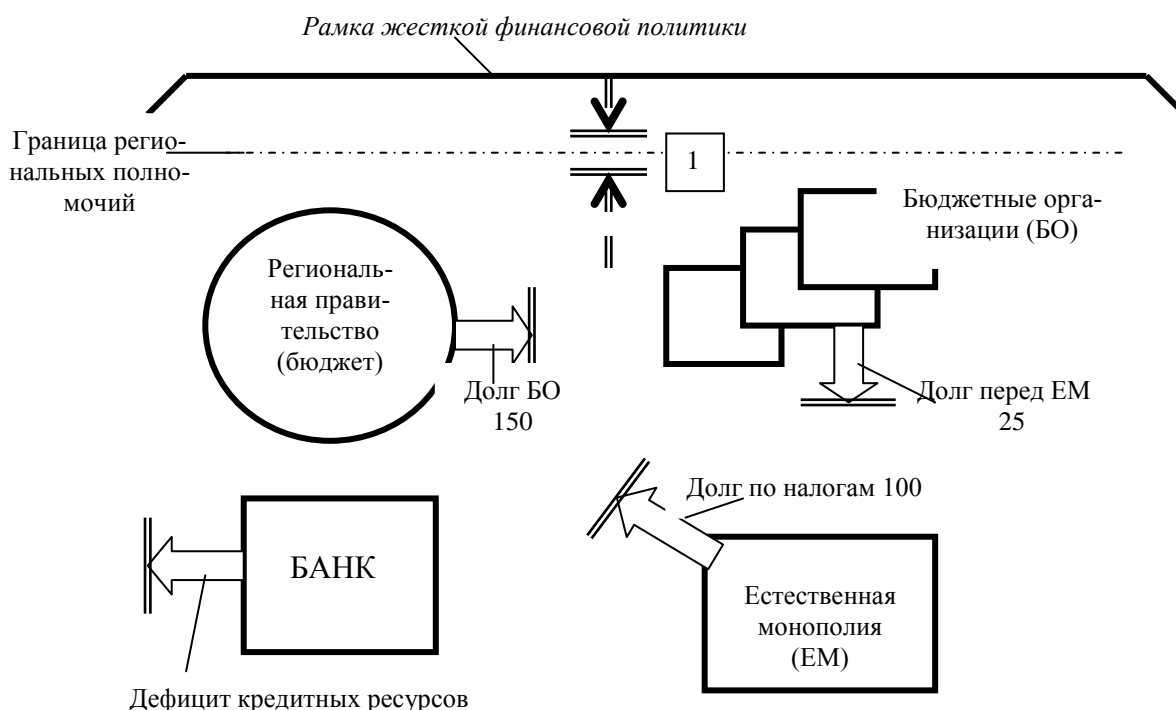 Рамка жесткой финансовой политики
Граница регио-
нальных полно-
мочий
1
Бюджетные орга-
низации (БО)
Региональ-
ная прави-
тельство
(бюджет)
Долг БО
150
Долг перед ЕМ
25
Долг по налогам 100
БАНК
Естественная
монополия
(ЕМ)
Дефицит кредитных ресурсов